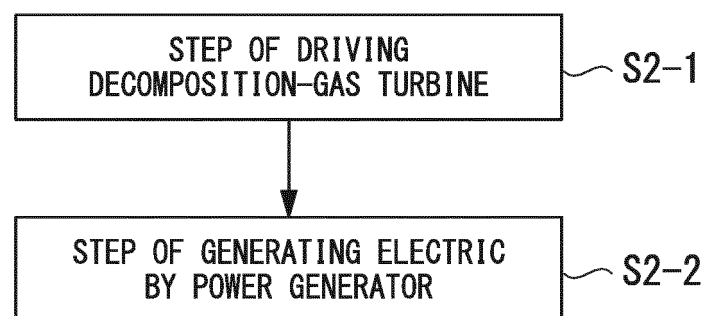 STEP OF DRIVING
DECOMPOSITION-GAS TURBINE
S2-1
STEP OF GENERATING ELECTRIC
BY POWER GENERATOR
S2-2